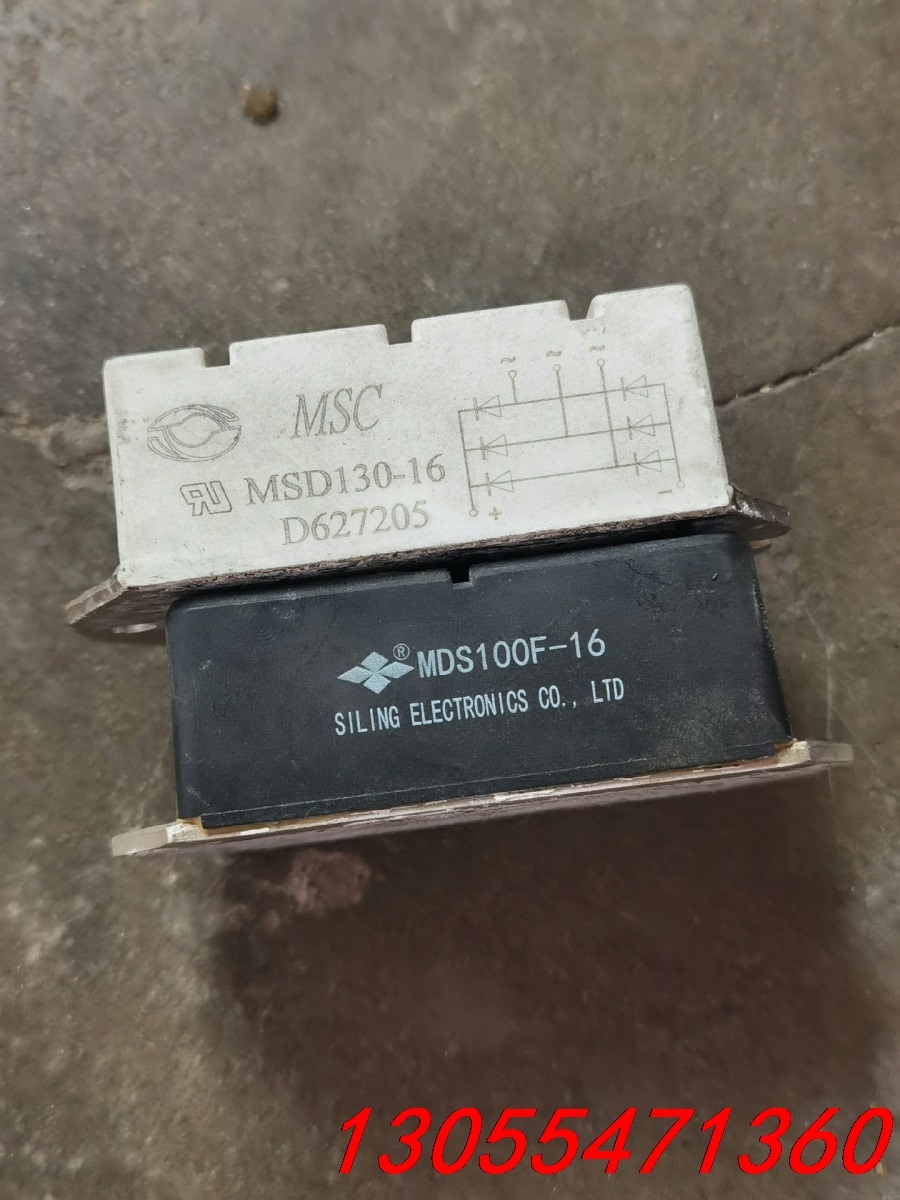 MSC
MSD130-16
D627205
~ ~ ~
+ -
® MDS100F-16
SILING ELECTRONICS CO., LTD
13055471360